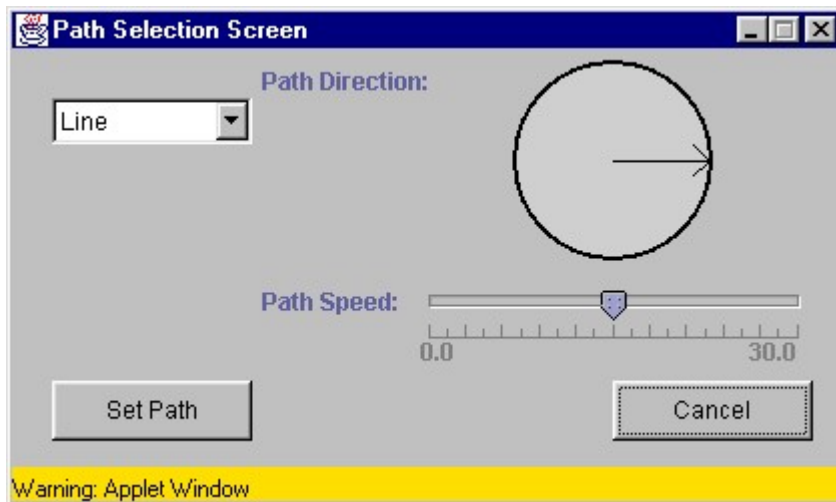 Path Selection Screen
Path Direction:
Line
Path Speed:
0.0 30.0
Set Path Cancel
Warning: Applet Window